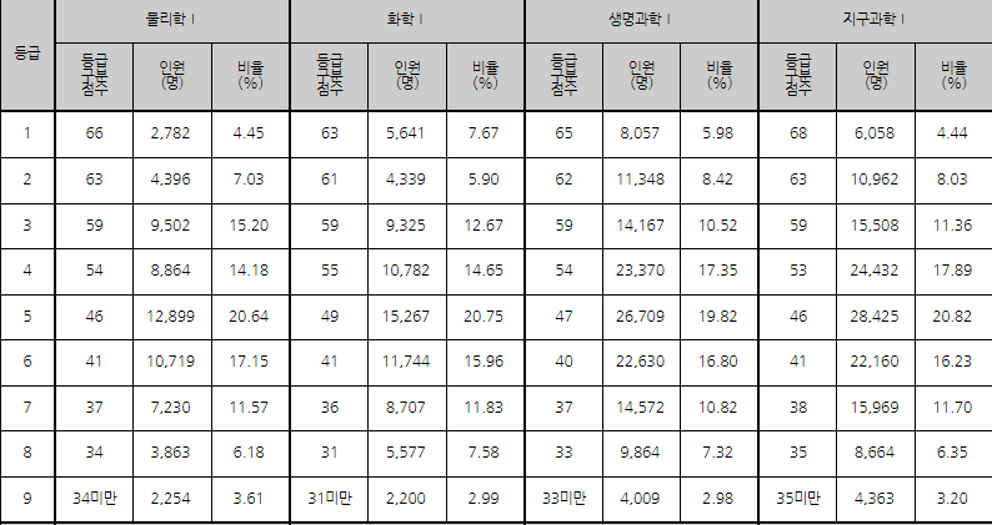 등급 물리학Ⅰ 화학Ⅰ 생명과학Ⅰ 지구과학Ⅰ
등급구분점수 인원(명) 비율(%) 등급구분점수 인원(명) 비율(%) 등급구분점수 인원(명) 비율(%) 등급구분점수 인원(명) 비율(%)
1 66 2,782 4.45 63 5,641 7.67 65 8,057 5.98 68 6,058 4.44
2 63 4,396 7.03 61 4,339 5.90 62 11,348 8.42 63 10,962 8.03
3 59 9,502 15.20 59 9,325 12.67 59 14,167 10.52 59 15,508 11.36
4 54 8,864 14.18 55 10,782 14.65 54 23,370 17.35 53 24,432 17.89
5 46 12,899 20.64 49 15,267 20.75 47 26,709 19.82 46 28,425 20.82
6 41 10,719 17.15 41 11,744 15.96 40 22,630 16.80 41 22,160 16.23
7 37 7,230 11.57 36 8,707 11.83 37 14,572 10.82 38 15,969 11.70
8 34 3,863 6.18 31 5,577 7.58 33 9,864 7.32 35 8,664 6.35
9 34미만 2,254 3.61 31미만 2,200 2.99 33미만 4,009 2.98 35미만 4,363 3.20